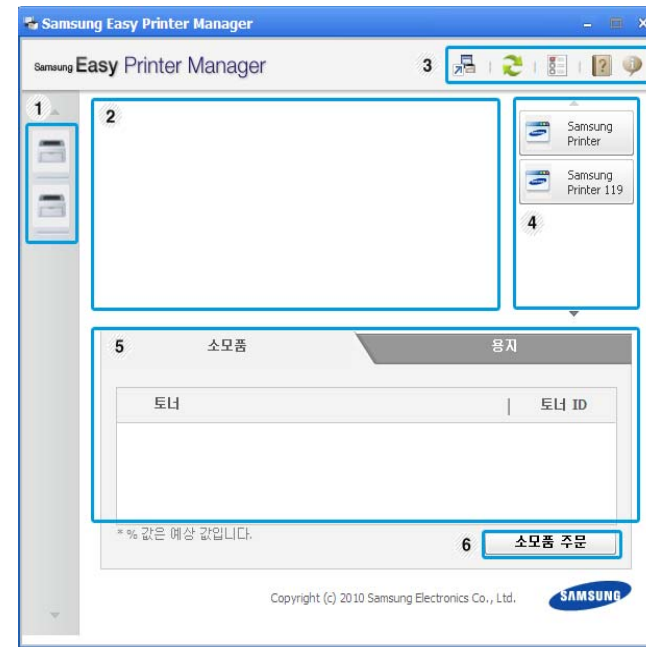 Samsung Easy Printer Manager
Samsung Easy Printer Manager
3
?
1
2
Samsung
Printer
Samsung
Printer 119
4
5
소모품
용지
토너
| 토너 ID
* % 값은 예상 값입니다.
6
소모품 주문
Copyright (c) 2010 Samsung Electronics Co., Ltd.
SAMSUNG